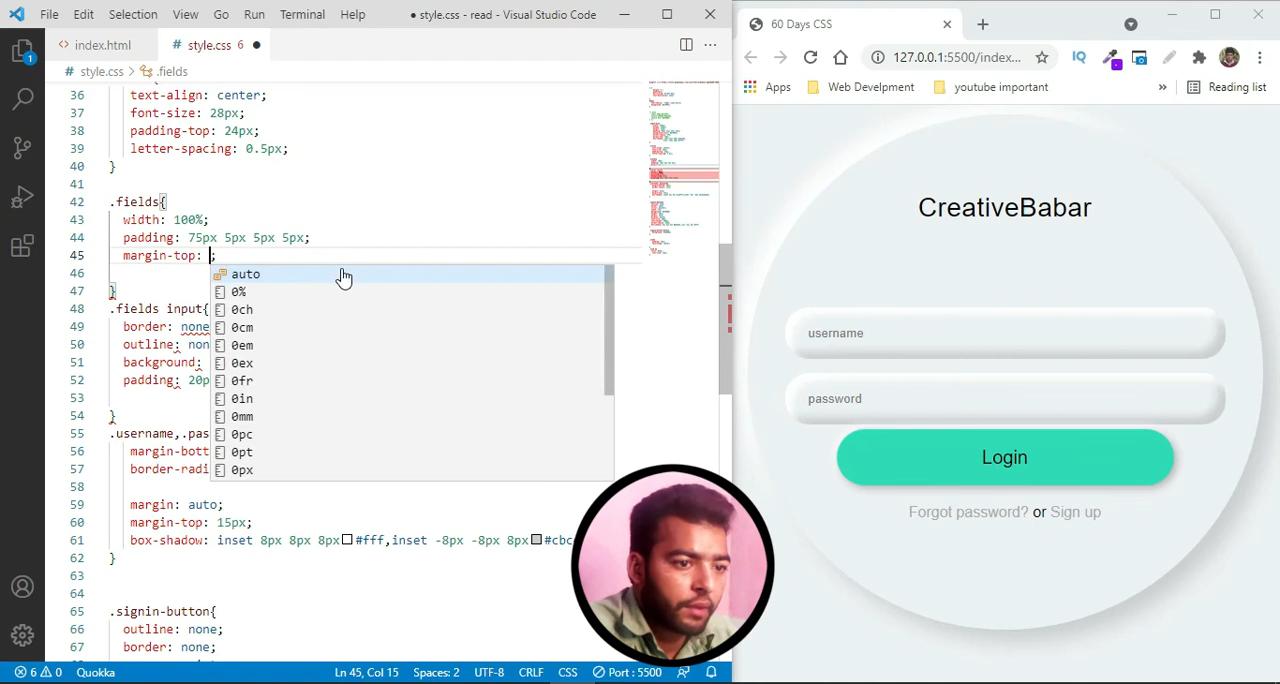 File Edit Selection View Go Run Terminal Help ● style.css - read - Visual Studio Code
index.html # style.css 6 ●
# style.css > .fields
36 text-align: center;
37 font-size: 28px;
38 padding-top: 24px;
39 letter-spacing: 0.5px;
40 }
41
42 .fields{
43 width: 100%;
44 padding: 75px 5px 5px 5px;
45 margin-top: ;
46 auto
47 }
0%
48 .fields input{
0ch
49 border: none
0cm
50 outline: non
0em
51 background:
0ex
52 padding: 20p
0fr
53
0in
54 }
0mm
55 .username,.pas
0pc
56 margin-bott
0pt
57 border-radi
0px
58
59 margin: auto;
60 margin-top: 15px;
61 box-shadow: inset 8px 8px 8px #fff,inset -8px -8px 8px #cbc
62 }
63
64
65 .signin-button{
66 outline: none;
67 border: none;
1
6 0 Quokka Ln 45, Col 15 Spaces: 2 UTF-8 CRLF CSS Port : 5500
60 Days CSS
127.0.0.1:5500/index...
IQ
Apps Web Develpment youtube important » Reading list
CreativeBabar
username
password
Login
Forgot password? or Sign up